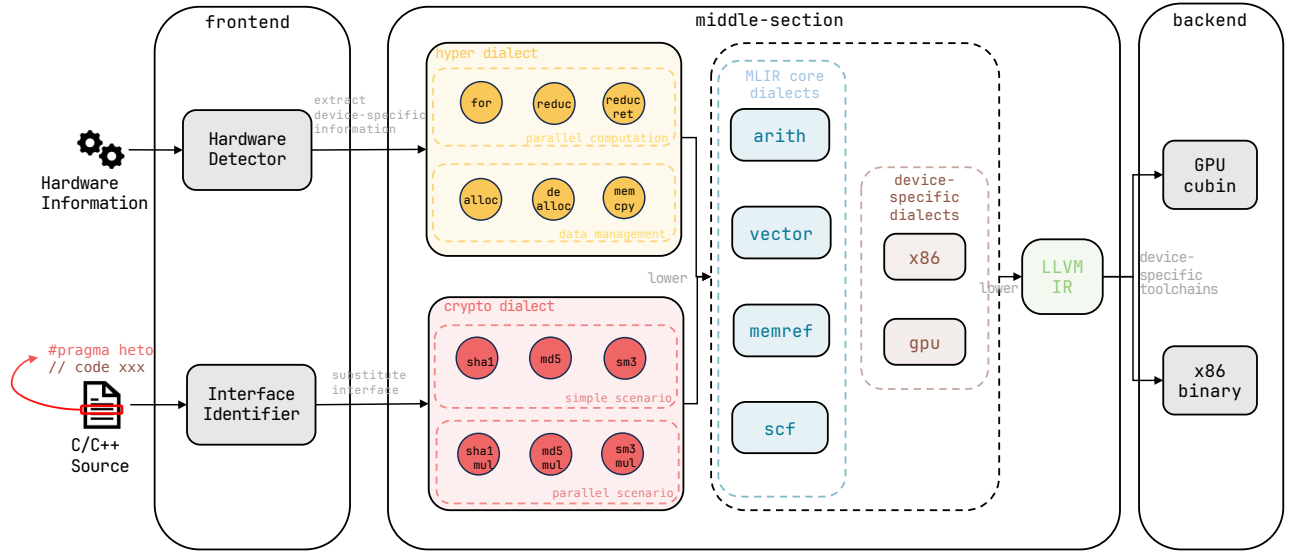 frontend
middle-section
backend
Hardware
Information
#pragma heto
// code xxx
C/C++
Source
Hardware
Detector
Interface
Identifier
extract
device-specific
information
substitute
interface
hyper dialect
for
reduc
reduc
ret
parallel computation
alloc
de
alloc
mem
cpy
data management
crypto dialect
sha1
md5
sm3
simple scenario
sha1
mul
md5
mul
sm3
mul
parallel scenario
lower
MLIR core
dialects
arith
vector
memref
scf
device-
specific
dialects
x86
gpu
lower
LLVM
IR
device-
specific
toolchains
GPU
cubin
x86
binary